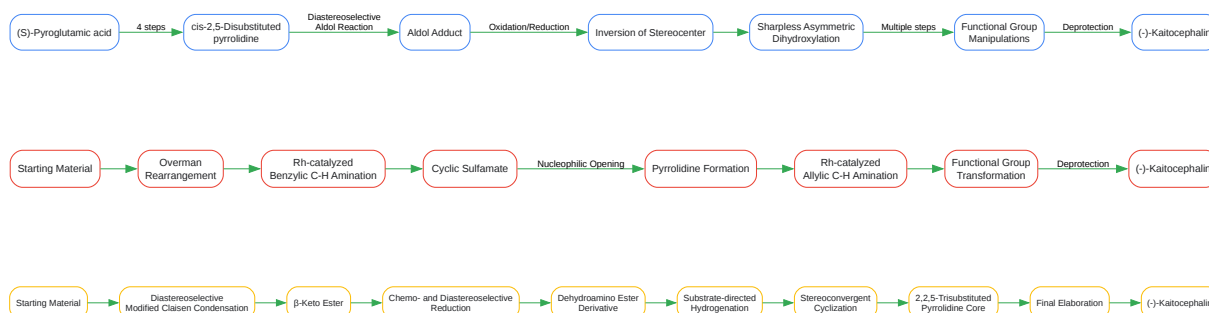 (S)-Pyroglutamic acid
4 steps
cis-2,5-Disubstituted
pyrrolidine
Diastereoselective
Aldol Reaction
Aldol Adduct
Oxidation/Reduction
Inversion of Stereocenter
Sharpless Asymmetric
Dihydroxylation
Multiple steps
Functional Group
Manipulations
Deprotection
(-)-Kaitocephalin
Starting Material
Overman
Rearrangement
Rh-catalyzed
Benzylic C-H Amination
Cyclic Sulfamate
Nucleophilic Opening
Pyrrolidine Formation
Rh-catalyzed
Allylic C-H Amination
Functional Group
Transformation
Deprotection
(-)-Kaitocephalin
Starting Material
Diastereoselective
Modified Claisen Condensation
β-Keto Ester
Chemo- and Diastereoselective
Reduction
Dehydroamino Ester
Derivative
Substrate-directed
Hydrogenation
Stereoconvergent
Cyclization
2,2,5-Trisubstituted
Pyrrolidine Core
Final Elaboration
(-)-Kaitocephalin